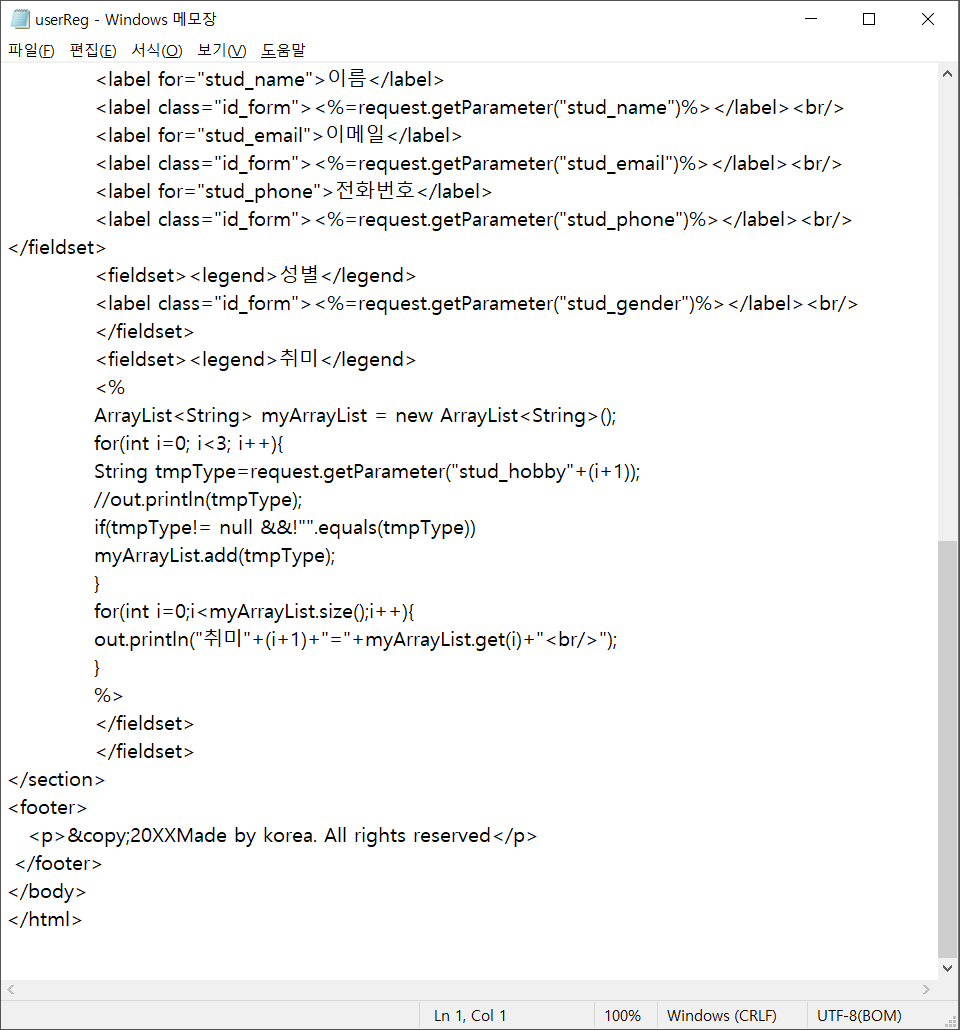 userReg - Windows 메모장
파일(F) 편집(E) 서식(O) 보기(V) 도움말
<label for="stud_name">이름</label>
<label class="id_form"><%=request.getParameter("stud_name")%></label><br/>
<label for="stud_email">이메일</label>
<label class="id_form"><%=request.getParameter("stud_email")%></label><br/>
<label for="stud_phone">전화번호</label>
<label class="id_form"><%=request.getParameter("stud_phone")%></label><br/>
</fieldset>
<fieldset><legend>성별</legend>
<label class="id_form"><%=request.getParameter("stud_gender")%></label><br/>
</fieldset>
<fieldset><legend>취미</legend>
<%
ArrayList<String> myArrayList = new ArrayList<String>();
for(int i=0; i<3; i++){
String tmpType=request.getParameter("stud_hobby"+(i+1));
//out.println(tmpType);
if(tmpType!= null &&!"".equals(tmpType))
myArrayList.add(tmpType);
}
for(int i=0;i<myArrayList.size();i++){
out.println("취미"+(i+1)+"="+myArrayList.get(i)+"<br/>");
}
%>
</fieldset>
</fieldset>
</section>
<footer>
<p>&copy;20XXMade by korea. All rights reserved</p>
</footer>
</body>
</html>
Ln 1, Col 1 100% Windows (CRLF) UTF-8(BOM)